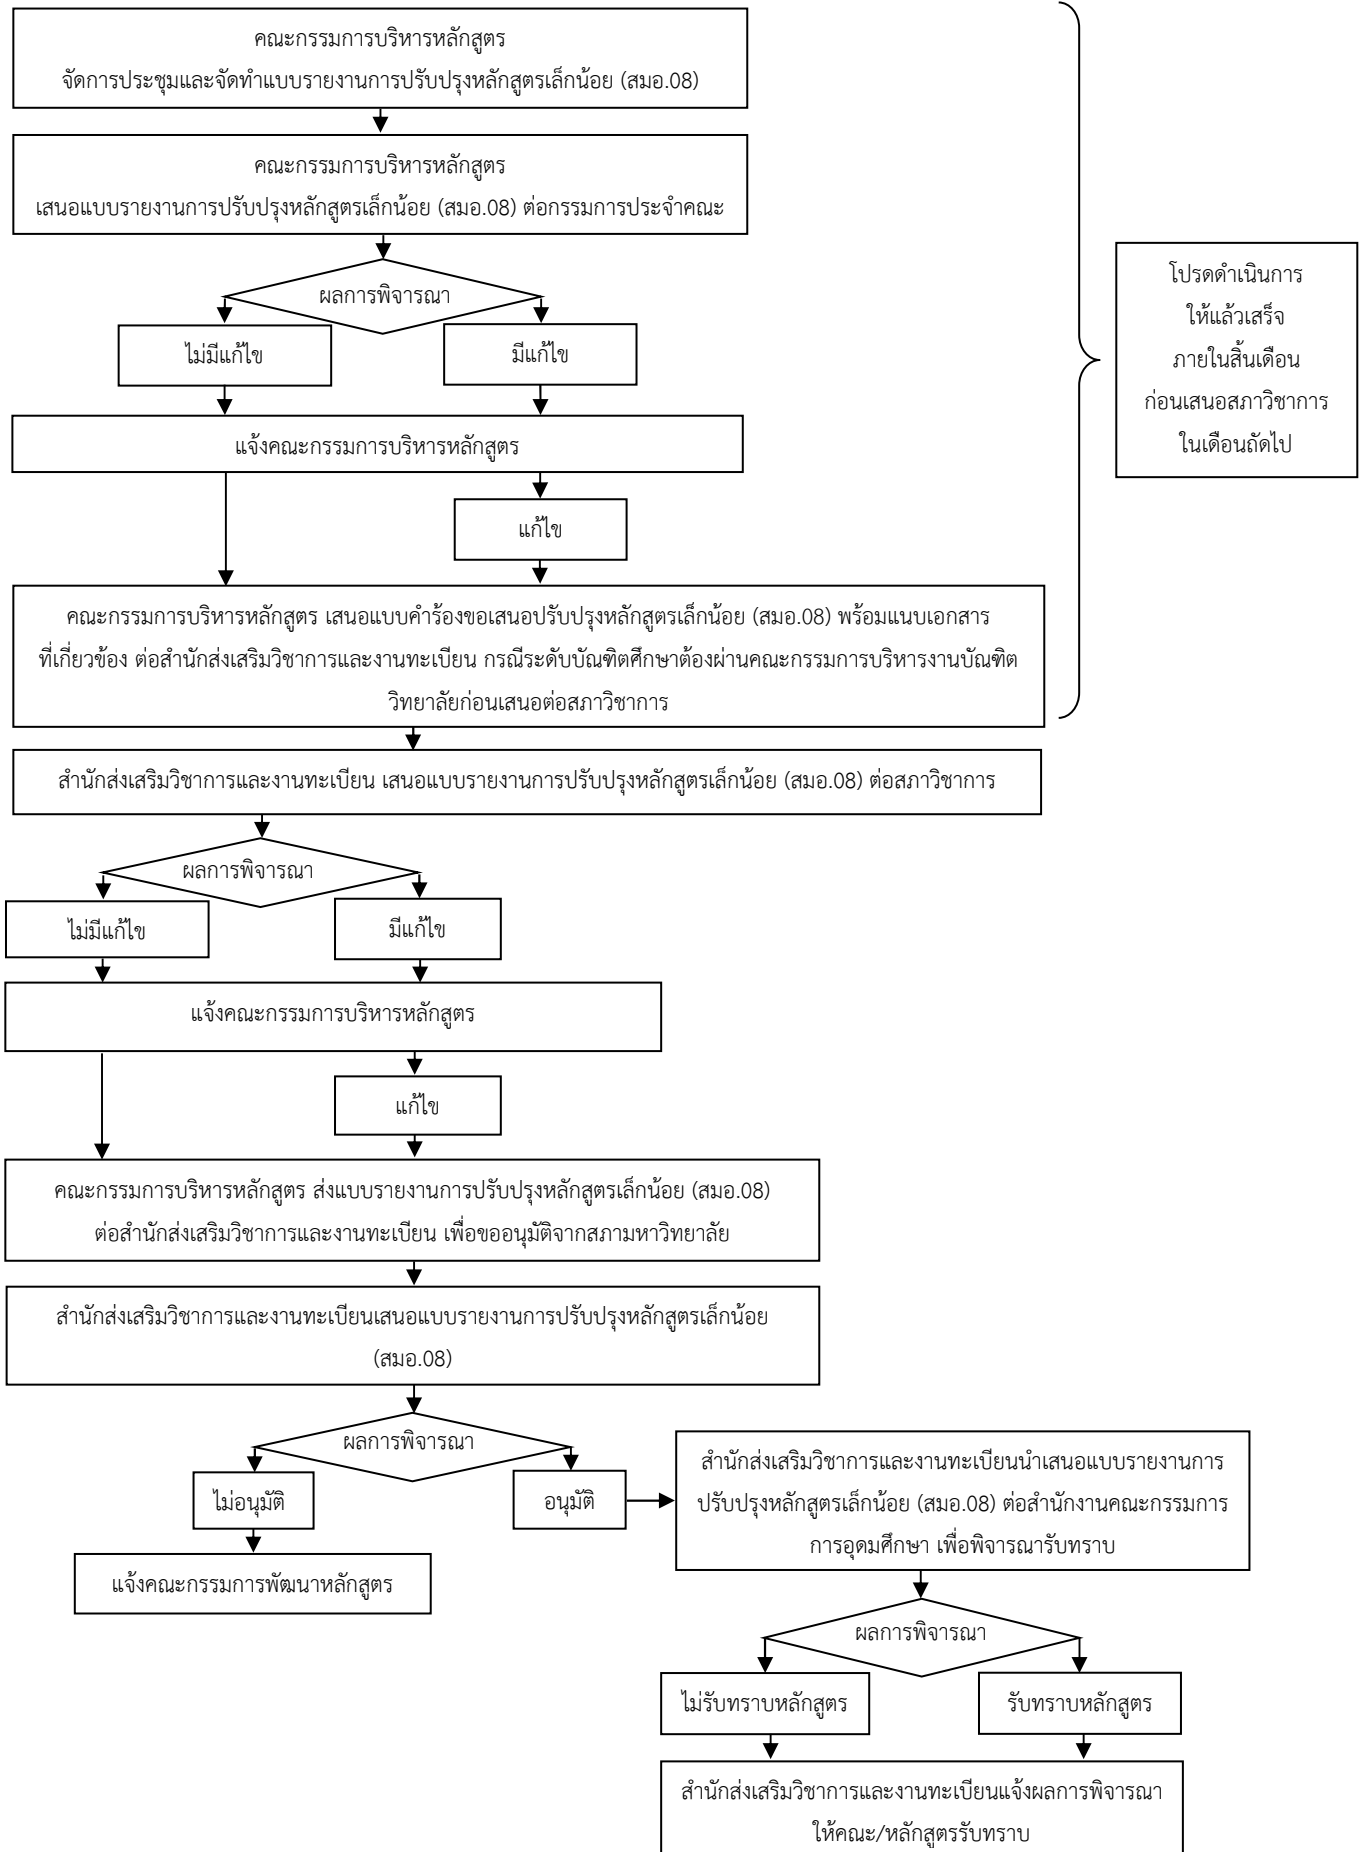 คณะกรรมการบริหารหลักสูตร
จัดการประชุมและจัดทำแบบรายงานการปรับปรุงหลักสูตรเล็กน้อย (สมอ.08)
คณะกรรมการบริหารหลักสูตร
เสนอแบบรายงานการปรับปรุงหลักสูตรเล็กน้อย (สมอ.08) ต่อกรรมการประจำคณะ
ผลการพิจารณา
ไม่มีแก้ไข
มีแก้ไข
แจ้งคณะกรรมการบริหารหลักสูตร
แก้ไข
โปรดดำเนินการ
ให้แล้วเสร็จ
ภายในสิ้นเดือน
ก่อนเสนอสภาวิชาการ
ในเดือนถัดไป
คณะกรรมการบริหารหลักสูตร เสนอแบบคำร้องขอเสนอปรับปรุงหลักสูตรเล็กน้อย (สมอ.08) พร้อมแนบเอกสาร
ที่เกี่ยวข้อง ต่อสำนักส่งเสริมวิชาการและงานทะเบียน กรณีระดับบัณฑิตศึกษาต้องผ่านคณะกรรมการบริหารงานบัณฑิต
วิทยาลัยก่อนเสนอต่อสภาวิชาการ
สำนักส่งเสริมวิชาการและงานทะเบียน เสนอแบบรายงานการปรับปรุงหลักสูตรเล็กน้อย (สมอ.08) ต่อสภาวิชาการ
ผลการพิจารณา
ไม่มีแก้ไข
มีแก้ไข
แจ้งคณะกรรมการบริหารหลักสูตร
แก้ไข
คณะกรรมการบริหารหลักสูตร ส่งแบบรายงานการปรับปรุงหลักสูตรเล็กน้อย (สมอ.08)
ต่อสำนักส่งเสริมวิชาการและงานทะเบียน เพื่อขออนุมัติจากสภามหาวิทยาลัย
สำนักส่งเสริมวิชาการและงานทะเบียนเสนอแบบรายงานการปรับปรุงหลักสูตรเล็กน้อย
(สมอ.08)
ผลการพิจารณา
ไม่อนุมัติ
อนุมัติ
แจ้งคณะกรรมการพัฒนาหลักสูตร
สำนักส่งเสริมวิชาการและงานทะเบียนนำเสนอแบบรายงานการ
ปรับปรุงหลักสูตรเล็กน้อย (สมอ.08) ต่อสำนักงานคณะกรรมการ
การอุดมศึกษา เพื่อพิจารณารับทราบ
ผลการพิจารณา
ไม่รับทราบหลักสูตร
รับทราบหลักสูตร
สำนักส่งเสริมวิชาการและงานทะเบียนแจ้งผลการพิจารณา
ให้คณะ/หลักสูตรรับทราบ